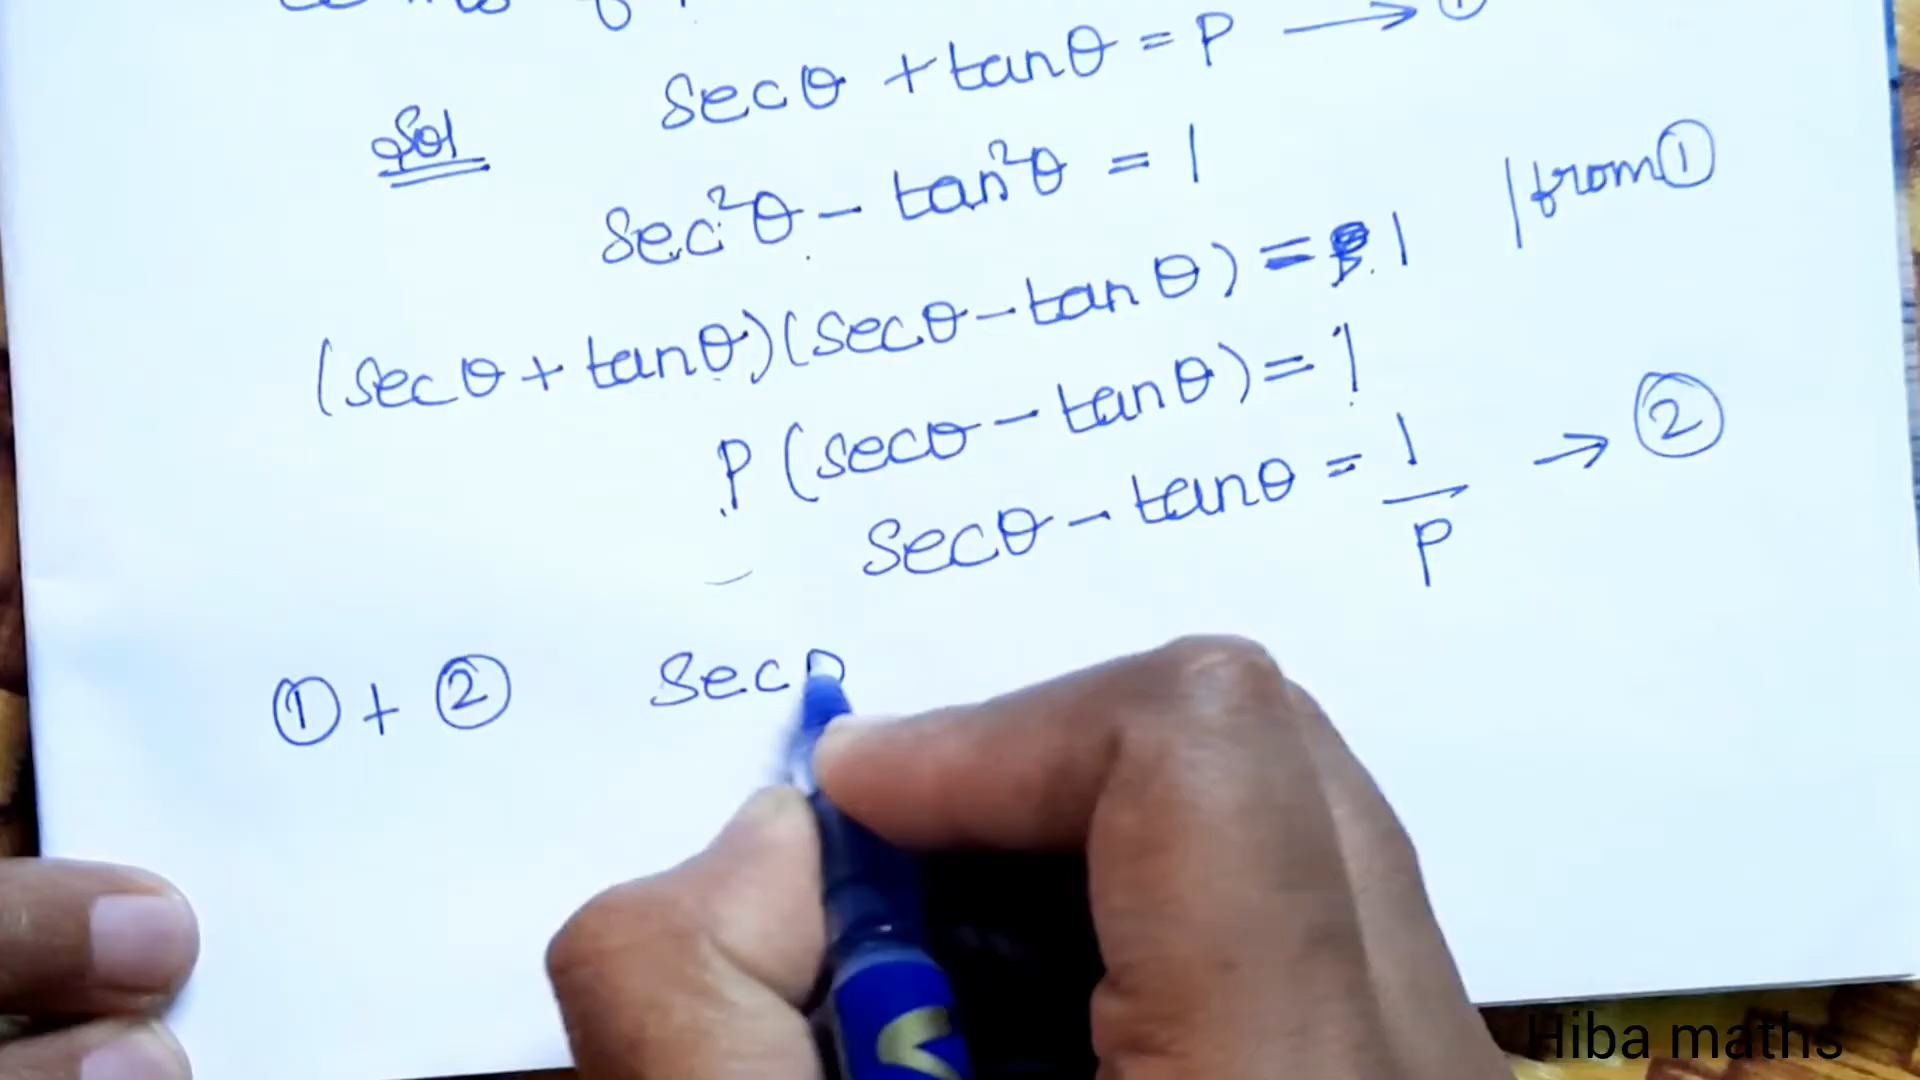 secθ + tanθ = P → ①
Sol
sec²θ - tan²θ = 1
(secθ + tanθ)(secθ - tanθ) = 1 | from ①
P (secθ - tanθ) = 1
secθ - tanθ = 1/P → ②
① + ② sec
Hiba maths